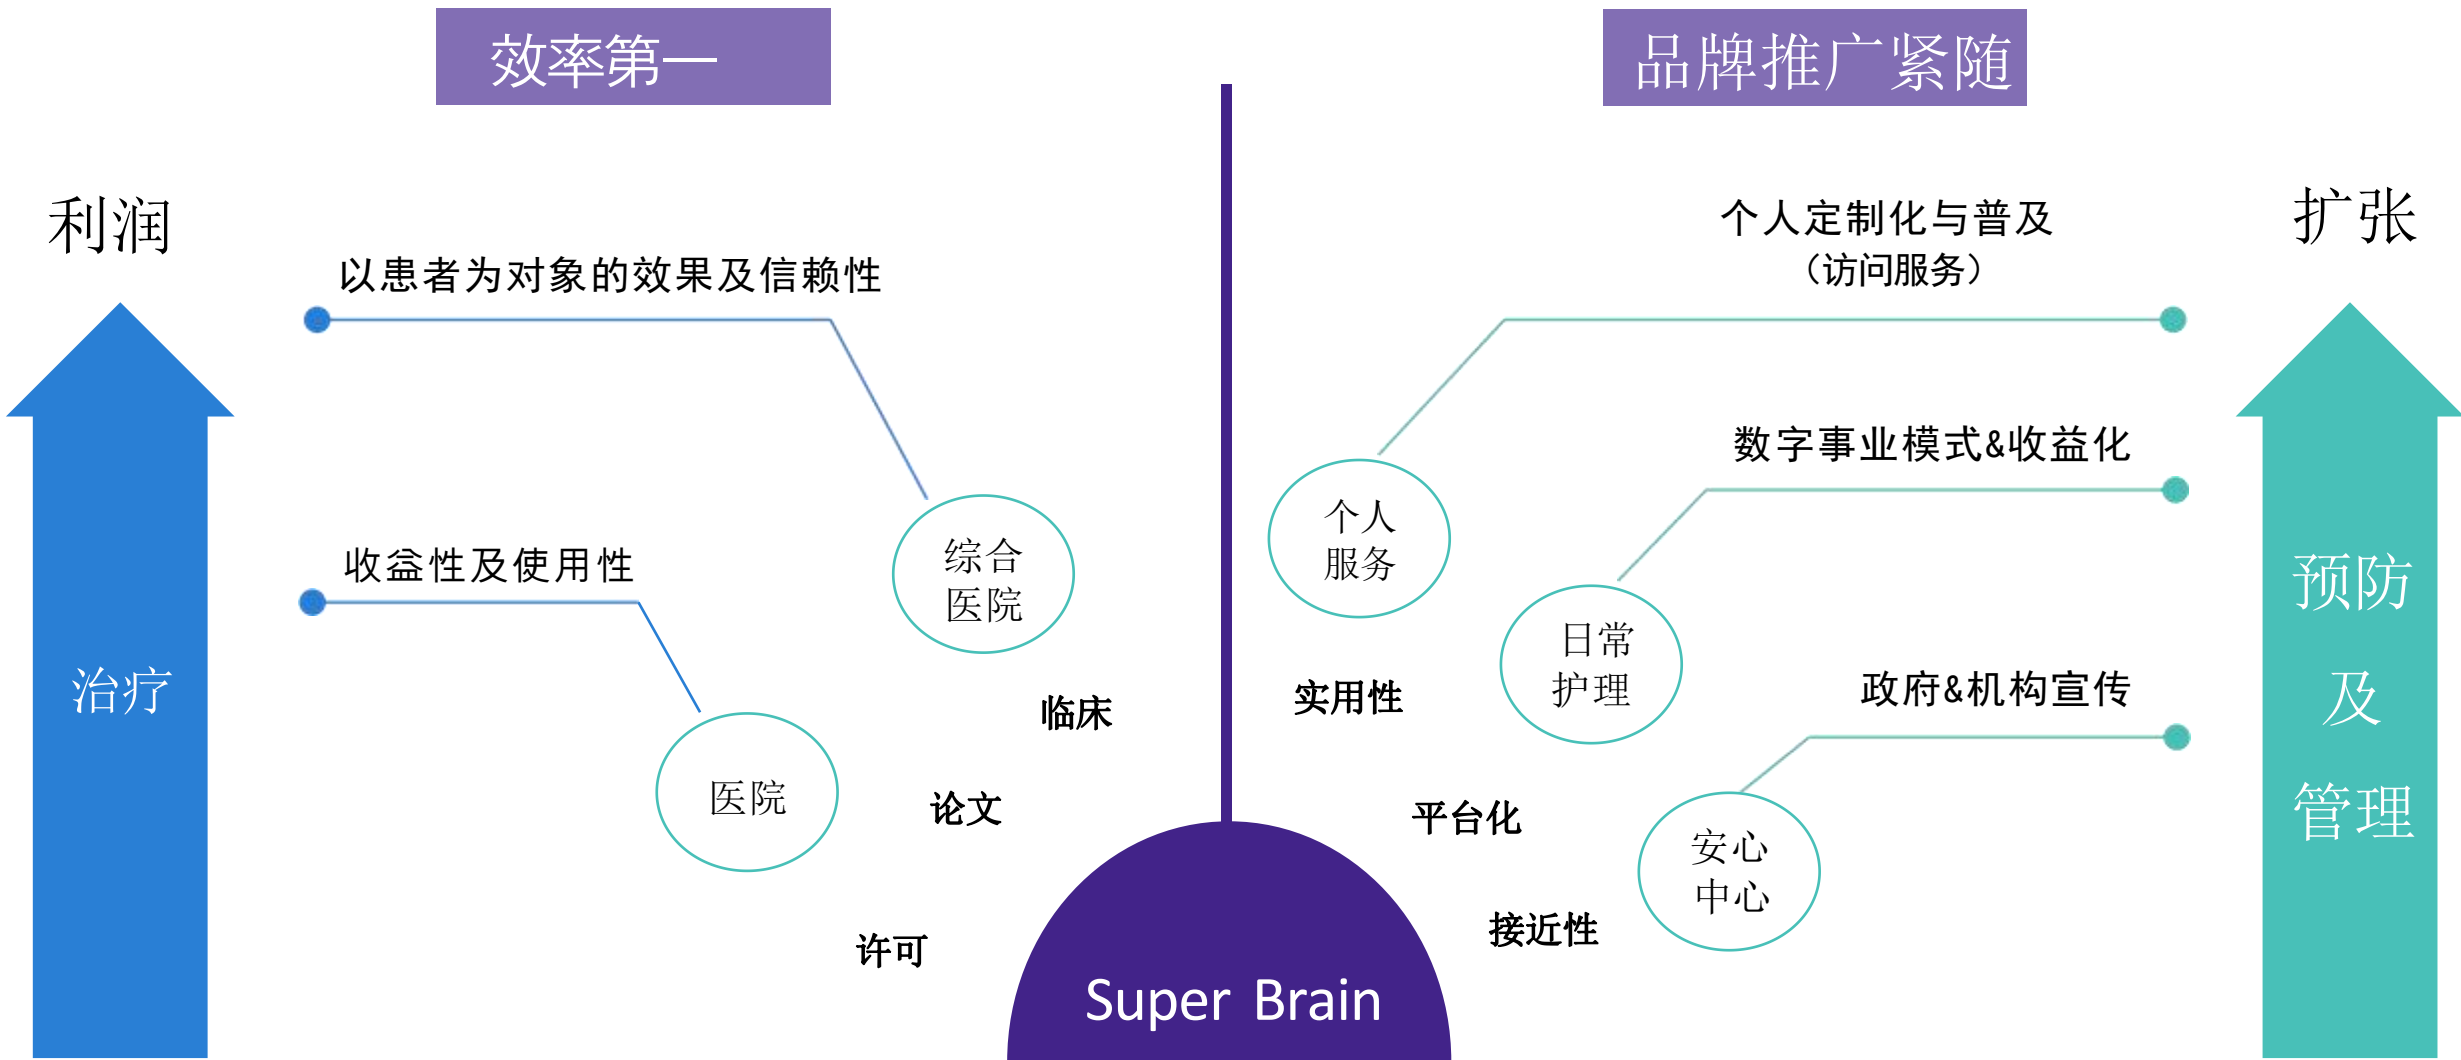 效率第一
品牌推广紧随
利润
以患者为对象的效果及信赖性
收益性及使用性
治疗
综合
医院
医院
临床
论文
许可
Super Brain
个人定制化与普及
（访问服务）
扩张
数字事业模式&收益化
政府&机构宣传
个人
服务
日常
护理
安心
中心
实用性
平台化
接近性
预防
及
管理